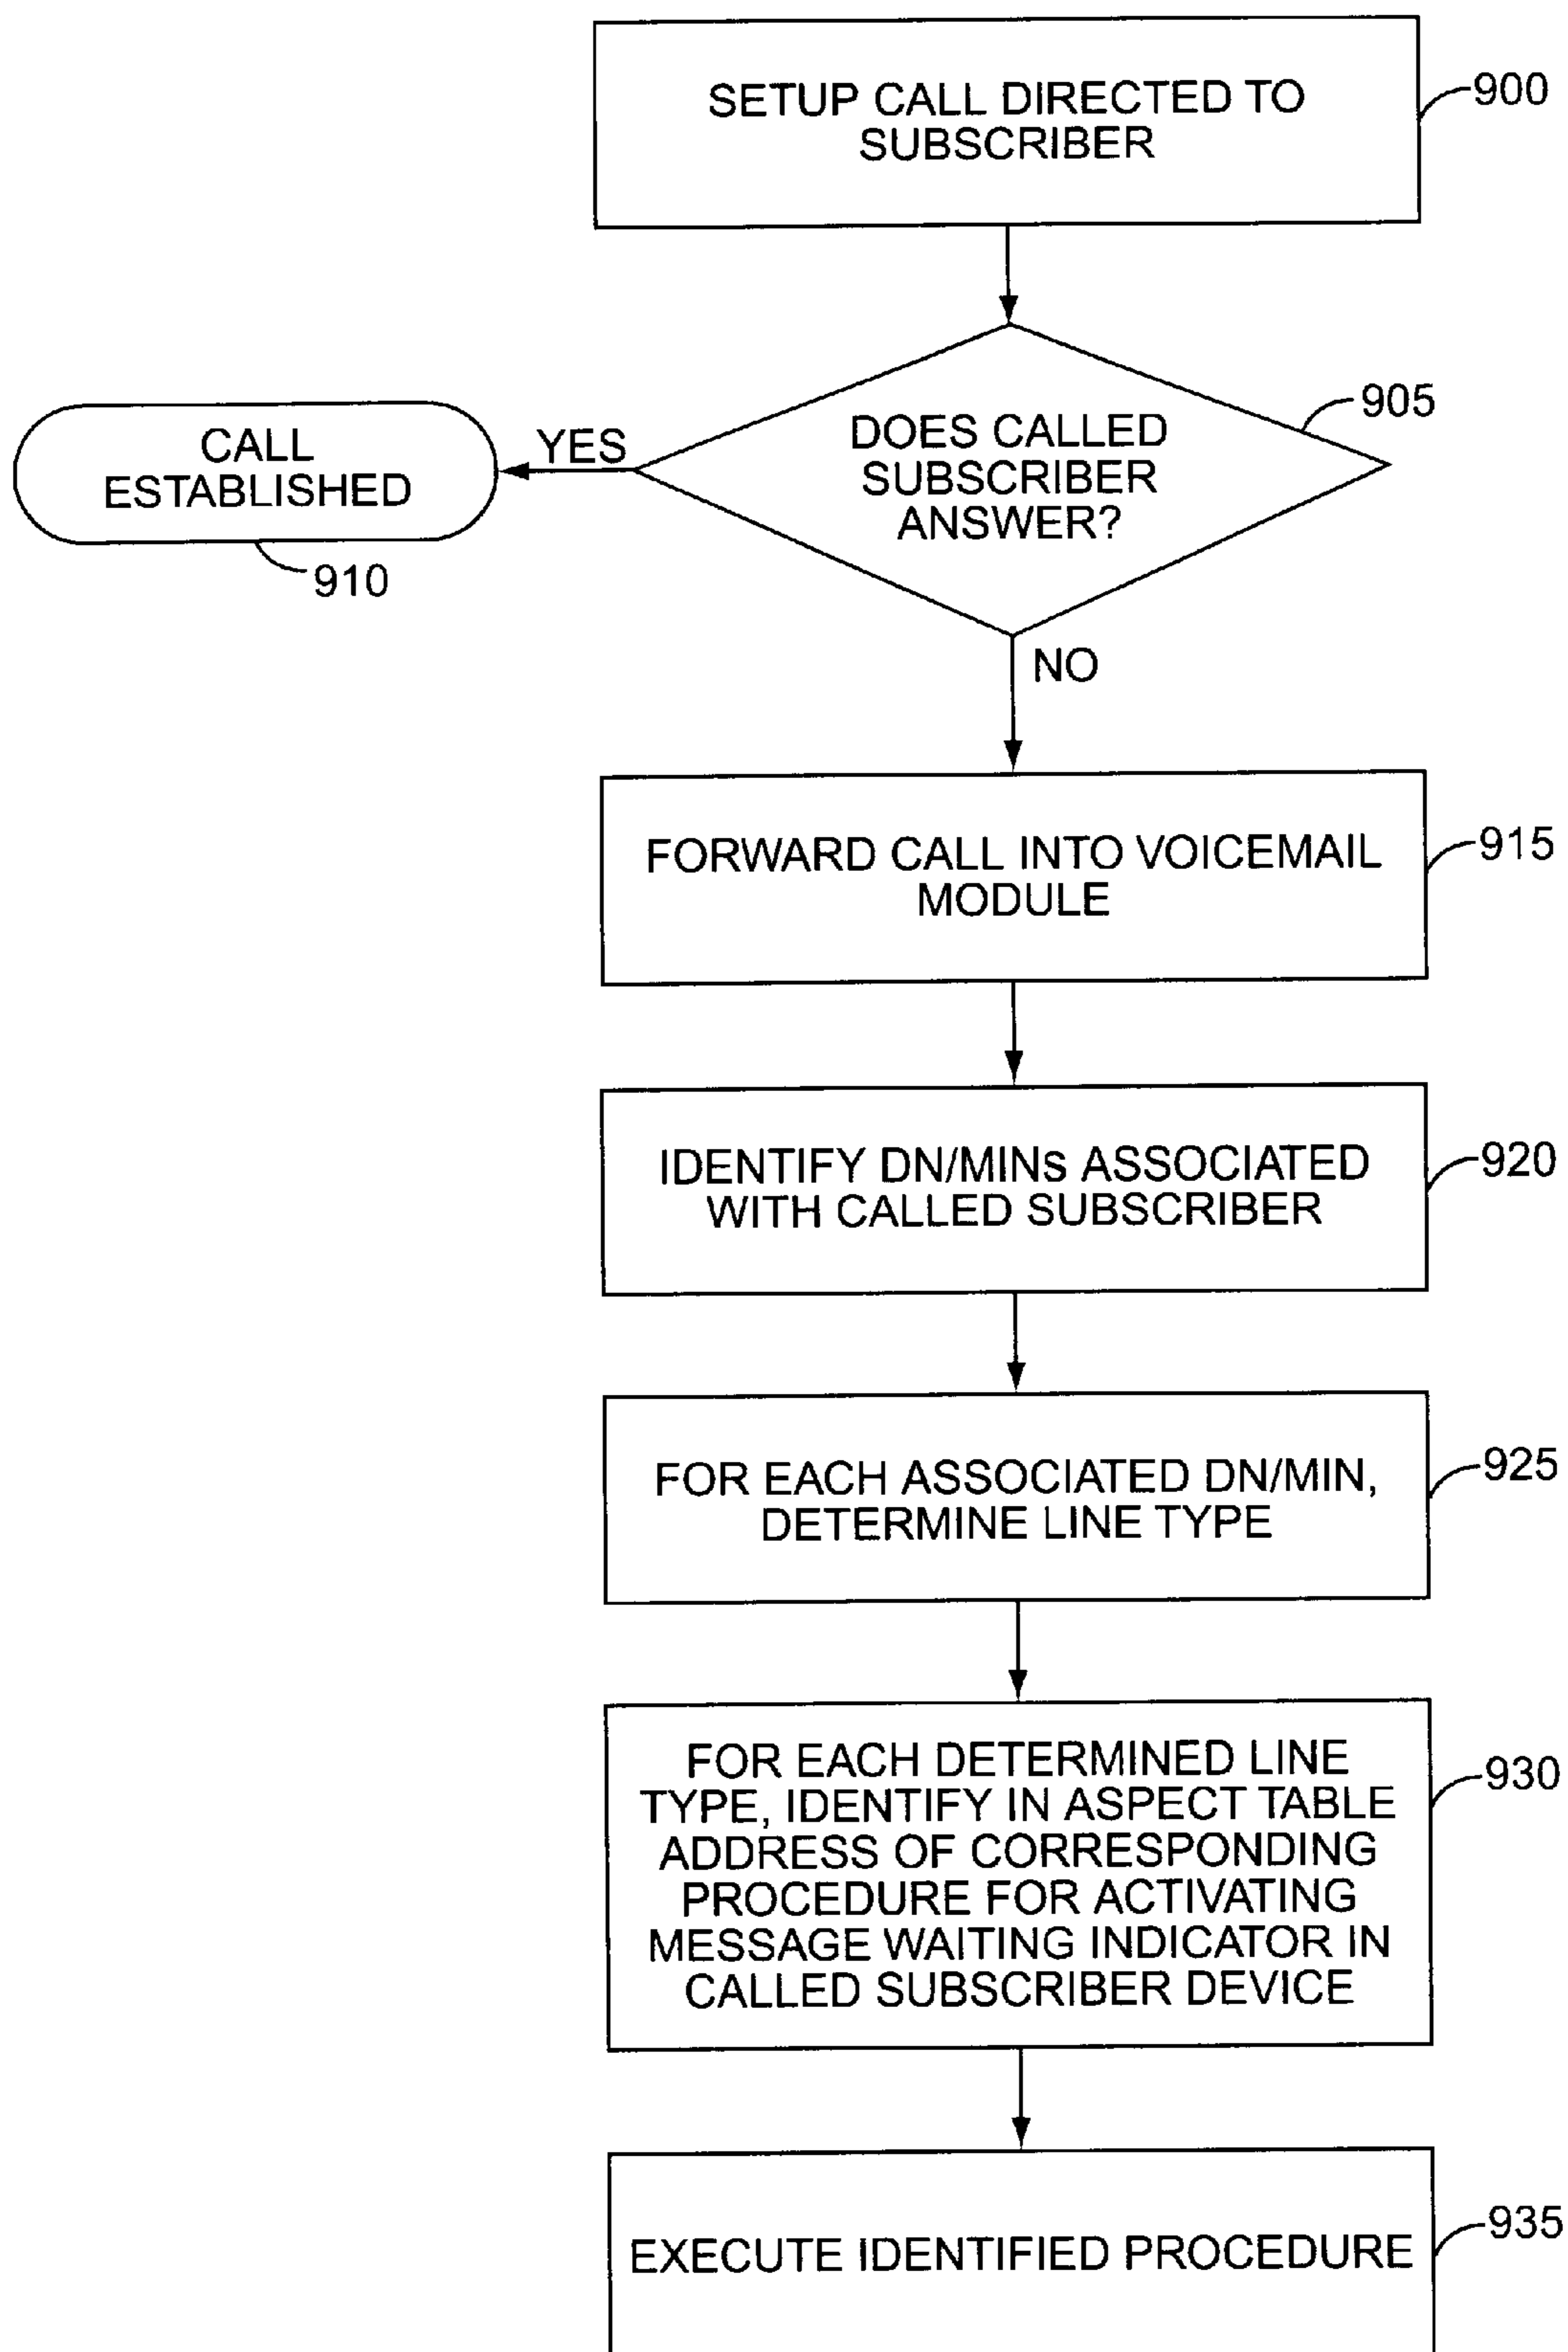 SETUP CALL DIRECTED TO
SUBSCRIBER
900
DOES CALLED
SUBSCRIBER
ANSWER?
905
YES
CALL
ESTABLISHED
910
NO
FORWARD CALL INTO VOICEMAIL
MODULE
915
IDENTIFY DN/MINs ASSOCIATED
WITH CALLED SUBSCRIBER
920
FOR EACH ASSOCIATED DN/MIN,
DETERMINE LINE TYPE
925
FOR EACH DETERMINED LINE
TYPE, IDENTIFY IN ASPECT TABLE
ADDRESS OF CORRESPONDING
PROCEDURE FOR ACTIVATING
MESSAGE WAITING INDICATOR IN
CALLED SUBSCRIBER DEVICE
930
EXECUTE IDENTIFIED PROCEDURE
935